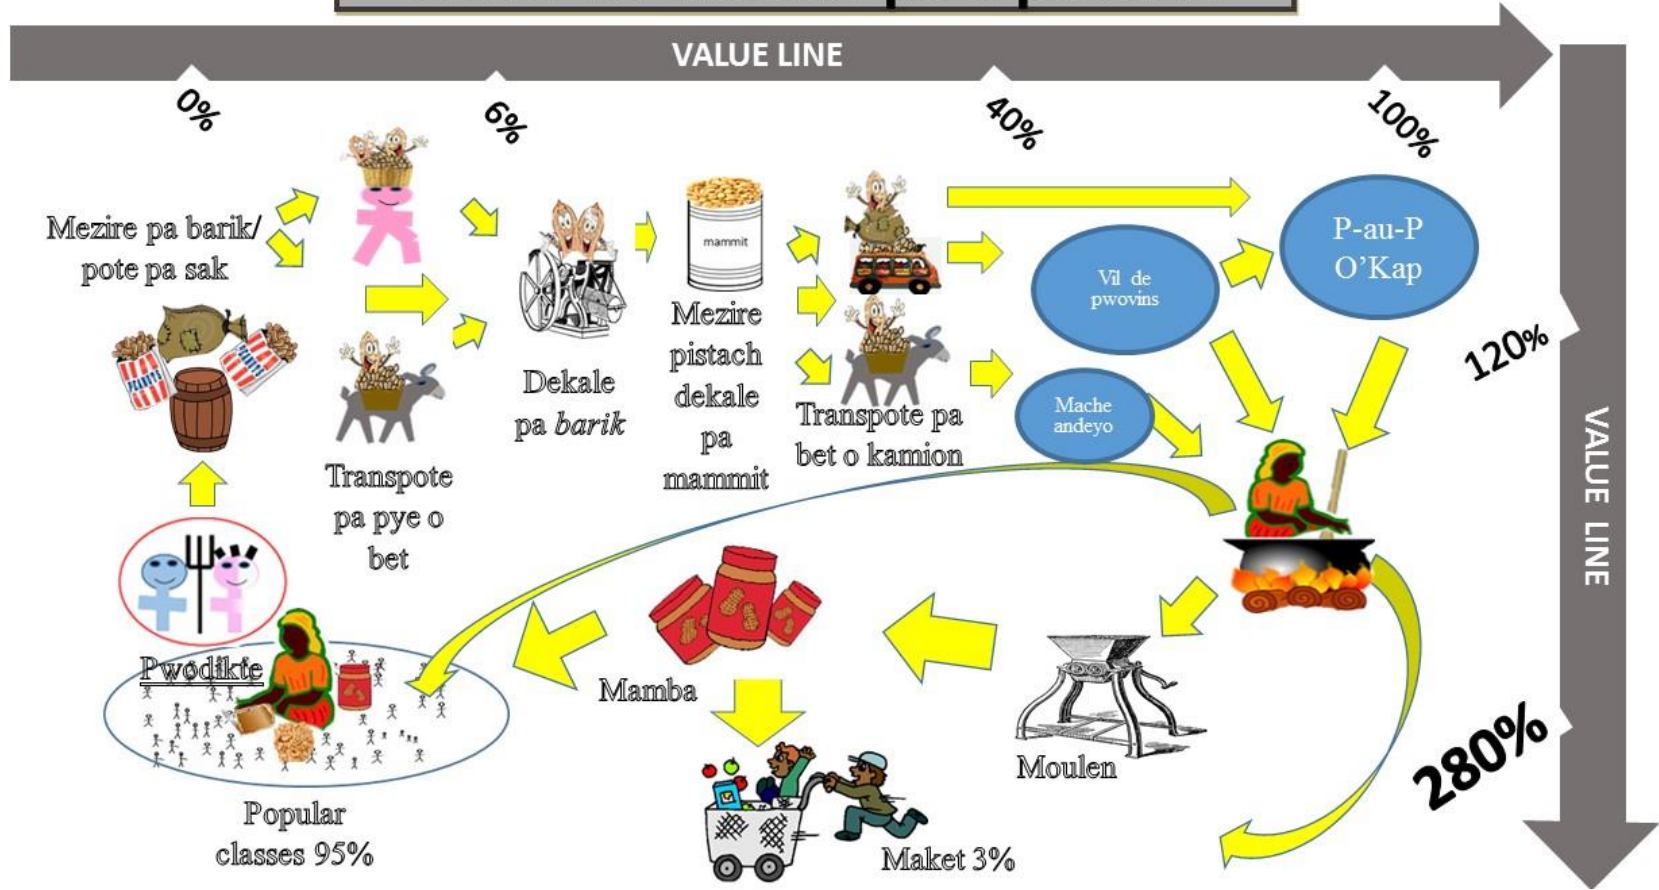 VALUE LINE
0%
6%
40%
100%
Mezire pa barik/
pote pa sak
PEANUTS
Transpote
pa pye o
bet
Dekale
pa barik
mammit
Mezire
pistach
dekale
pa
mammit
Transpote pa
bet o kamion
Vil de
pwovins
Mache
andeyo
P-au-P
O'Kap
120%
VALUE LINE
280%
Pwodikte
Popular
classes 95%
Mamba
Moulen
Maket 3%